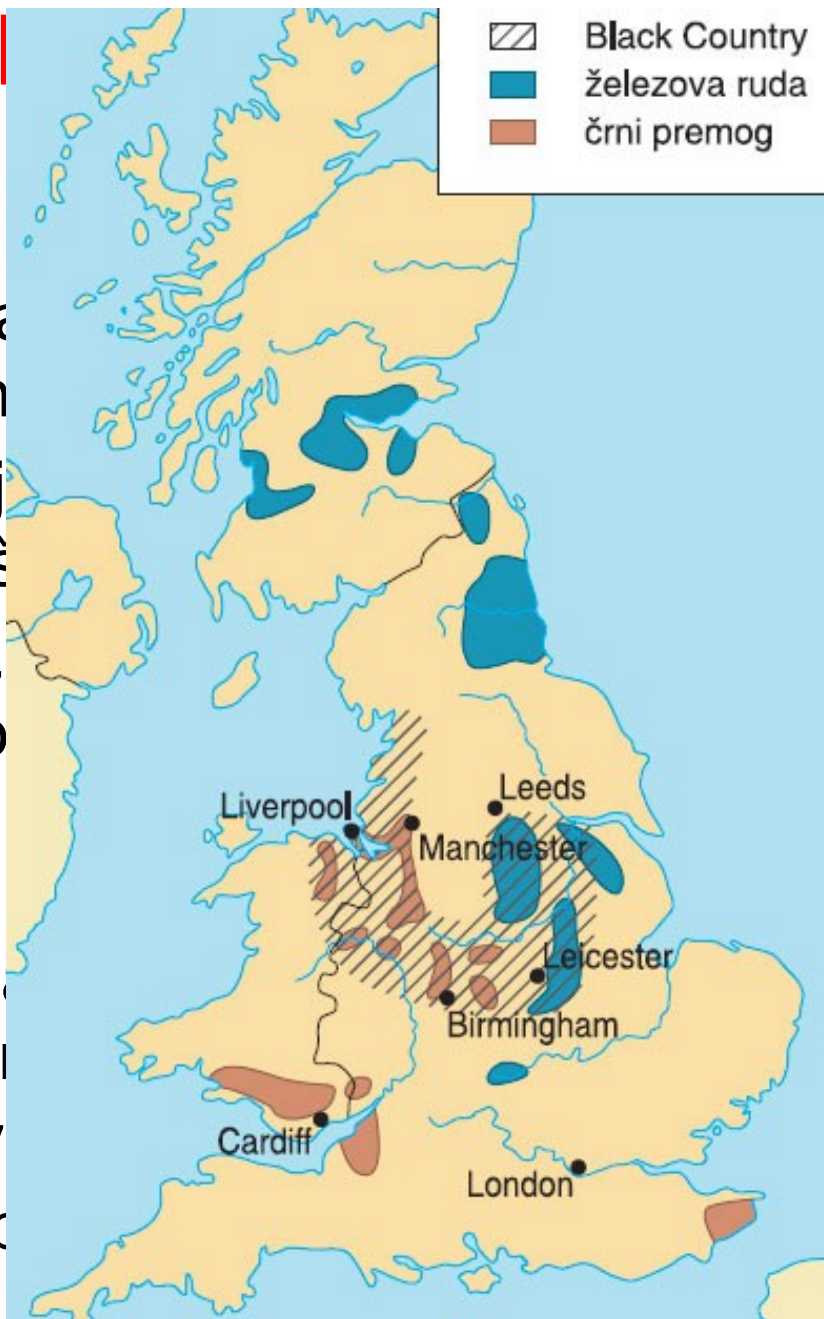 Black Country
železova ruda
črni premog
Leeds
Liverpool
Manchester
Leicester
Birmingham
Cardiff
London